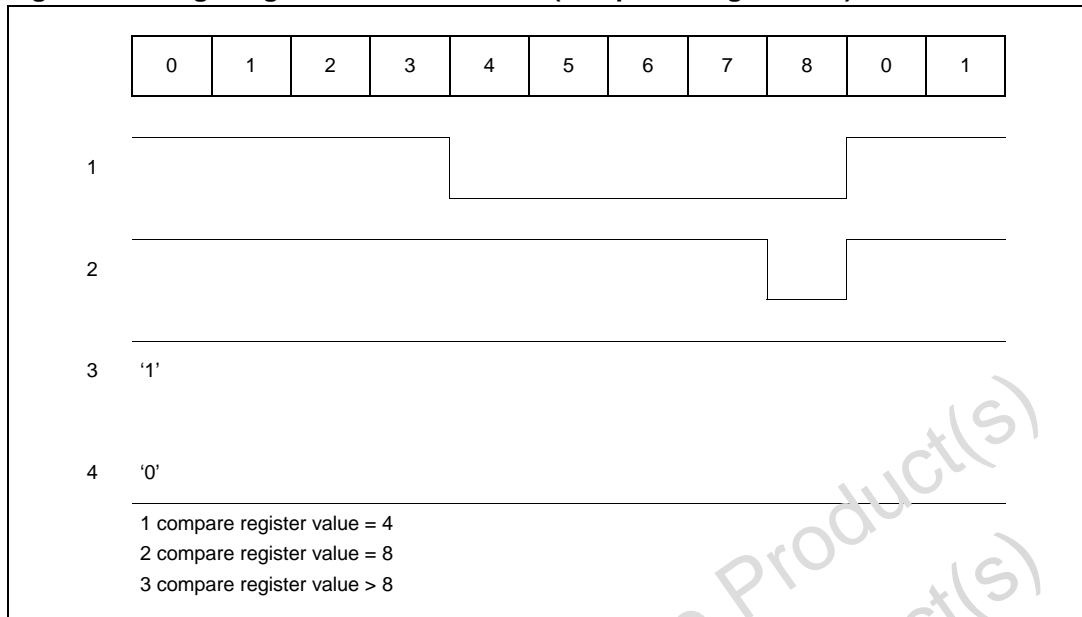 0 1 2 3 4 5 6 7 8 0 1
1
2
3 ‘1’
4 ‘0’
1 compare register value = 4
2 compare register value = 8
3 compare register value > 8
Product(s)